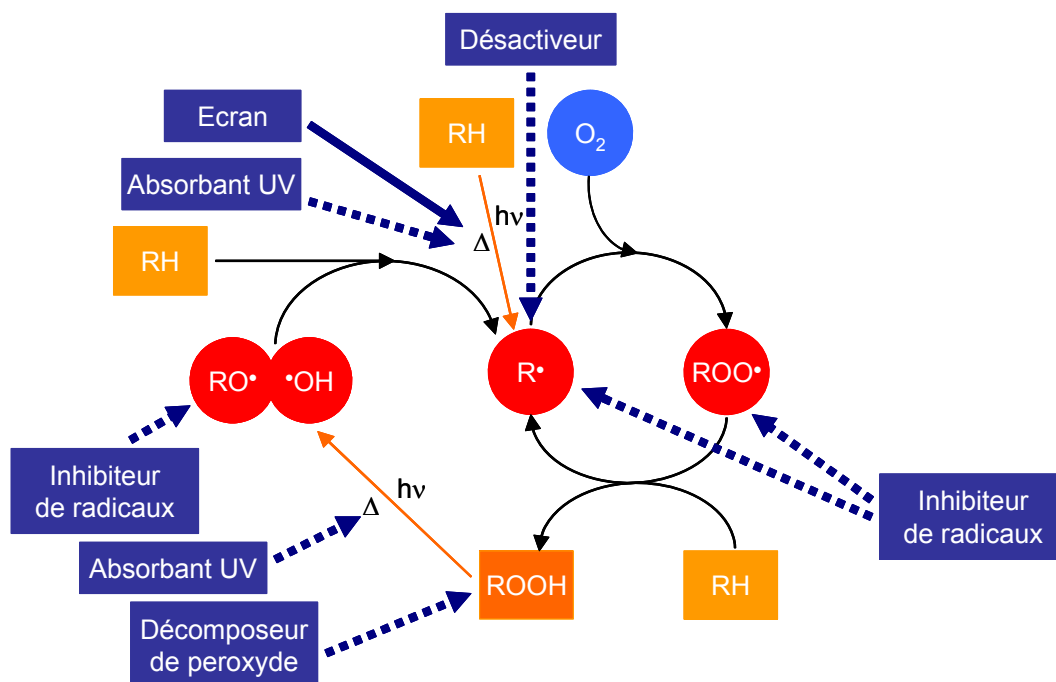 Désactiveur
Ecran
RH
O₂
Absorbant UV
hν
Δ
RH
RO• •OH
R•
ROO•
Inhibiteur
de radicaux
hν
Δ
Inhibiteur
de radicaux
Absorbant UV
ROOH
RH
Décomposeur
de peroxyde